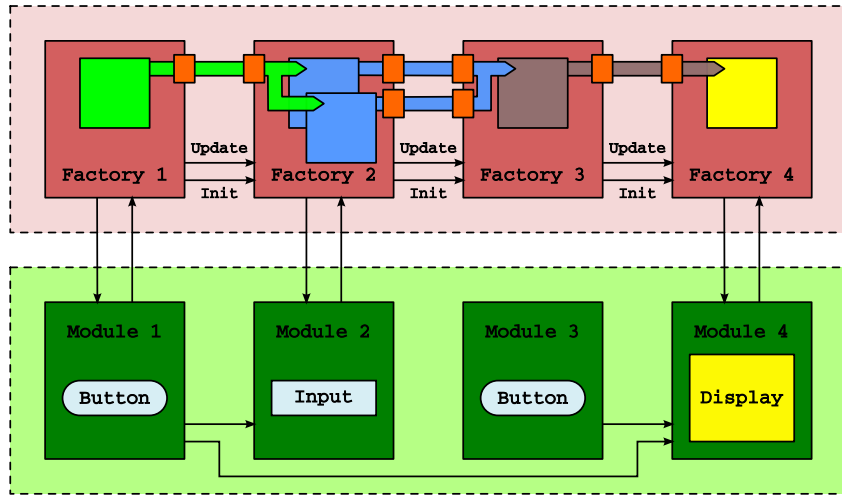 Update
Update
Update
Factory 1
Factory 2
Factory 3
Factory 4
Init
Init
Init
Module 1
Module 2
Module 3
Module 4
Button
Input
Button
Display